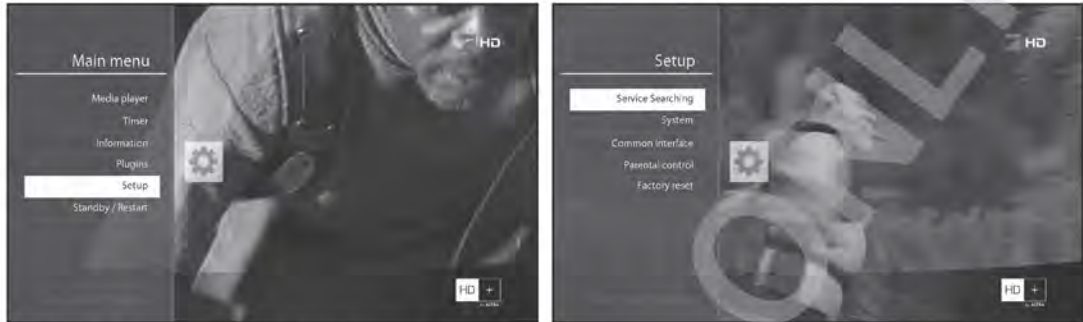 Main menu
Media player
Timer
Information
Plugins
Setup
Standby / Restart
HD
HD +
Setup
Service Searching
System
Common Interface
Parental control
Factory reset
HD
HD +